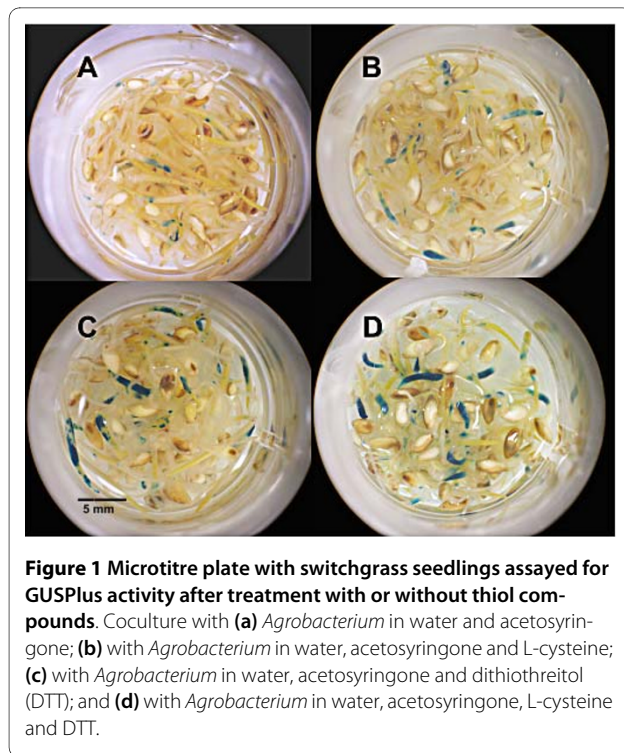 A
B
C
D
5 mm
Figure 1 Microtitre plate with switchgrass seedlings assayed for
GUSPlus activity after treatment with or without thiol com-
pounds. Coculture with (a) Agrobacterium in water and acetosyrin-
gone; (b) with Agrobacterium in water, acetosyringone and L-cysteine;
(c) with Agrobacterium in water, acetosyringone and dithiothreitol
(DTT); and (d) with Agrobacterium in water, acetosyringone, L-cysteine
and DTT.